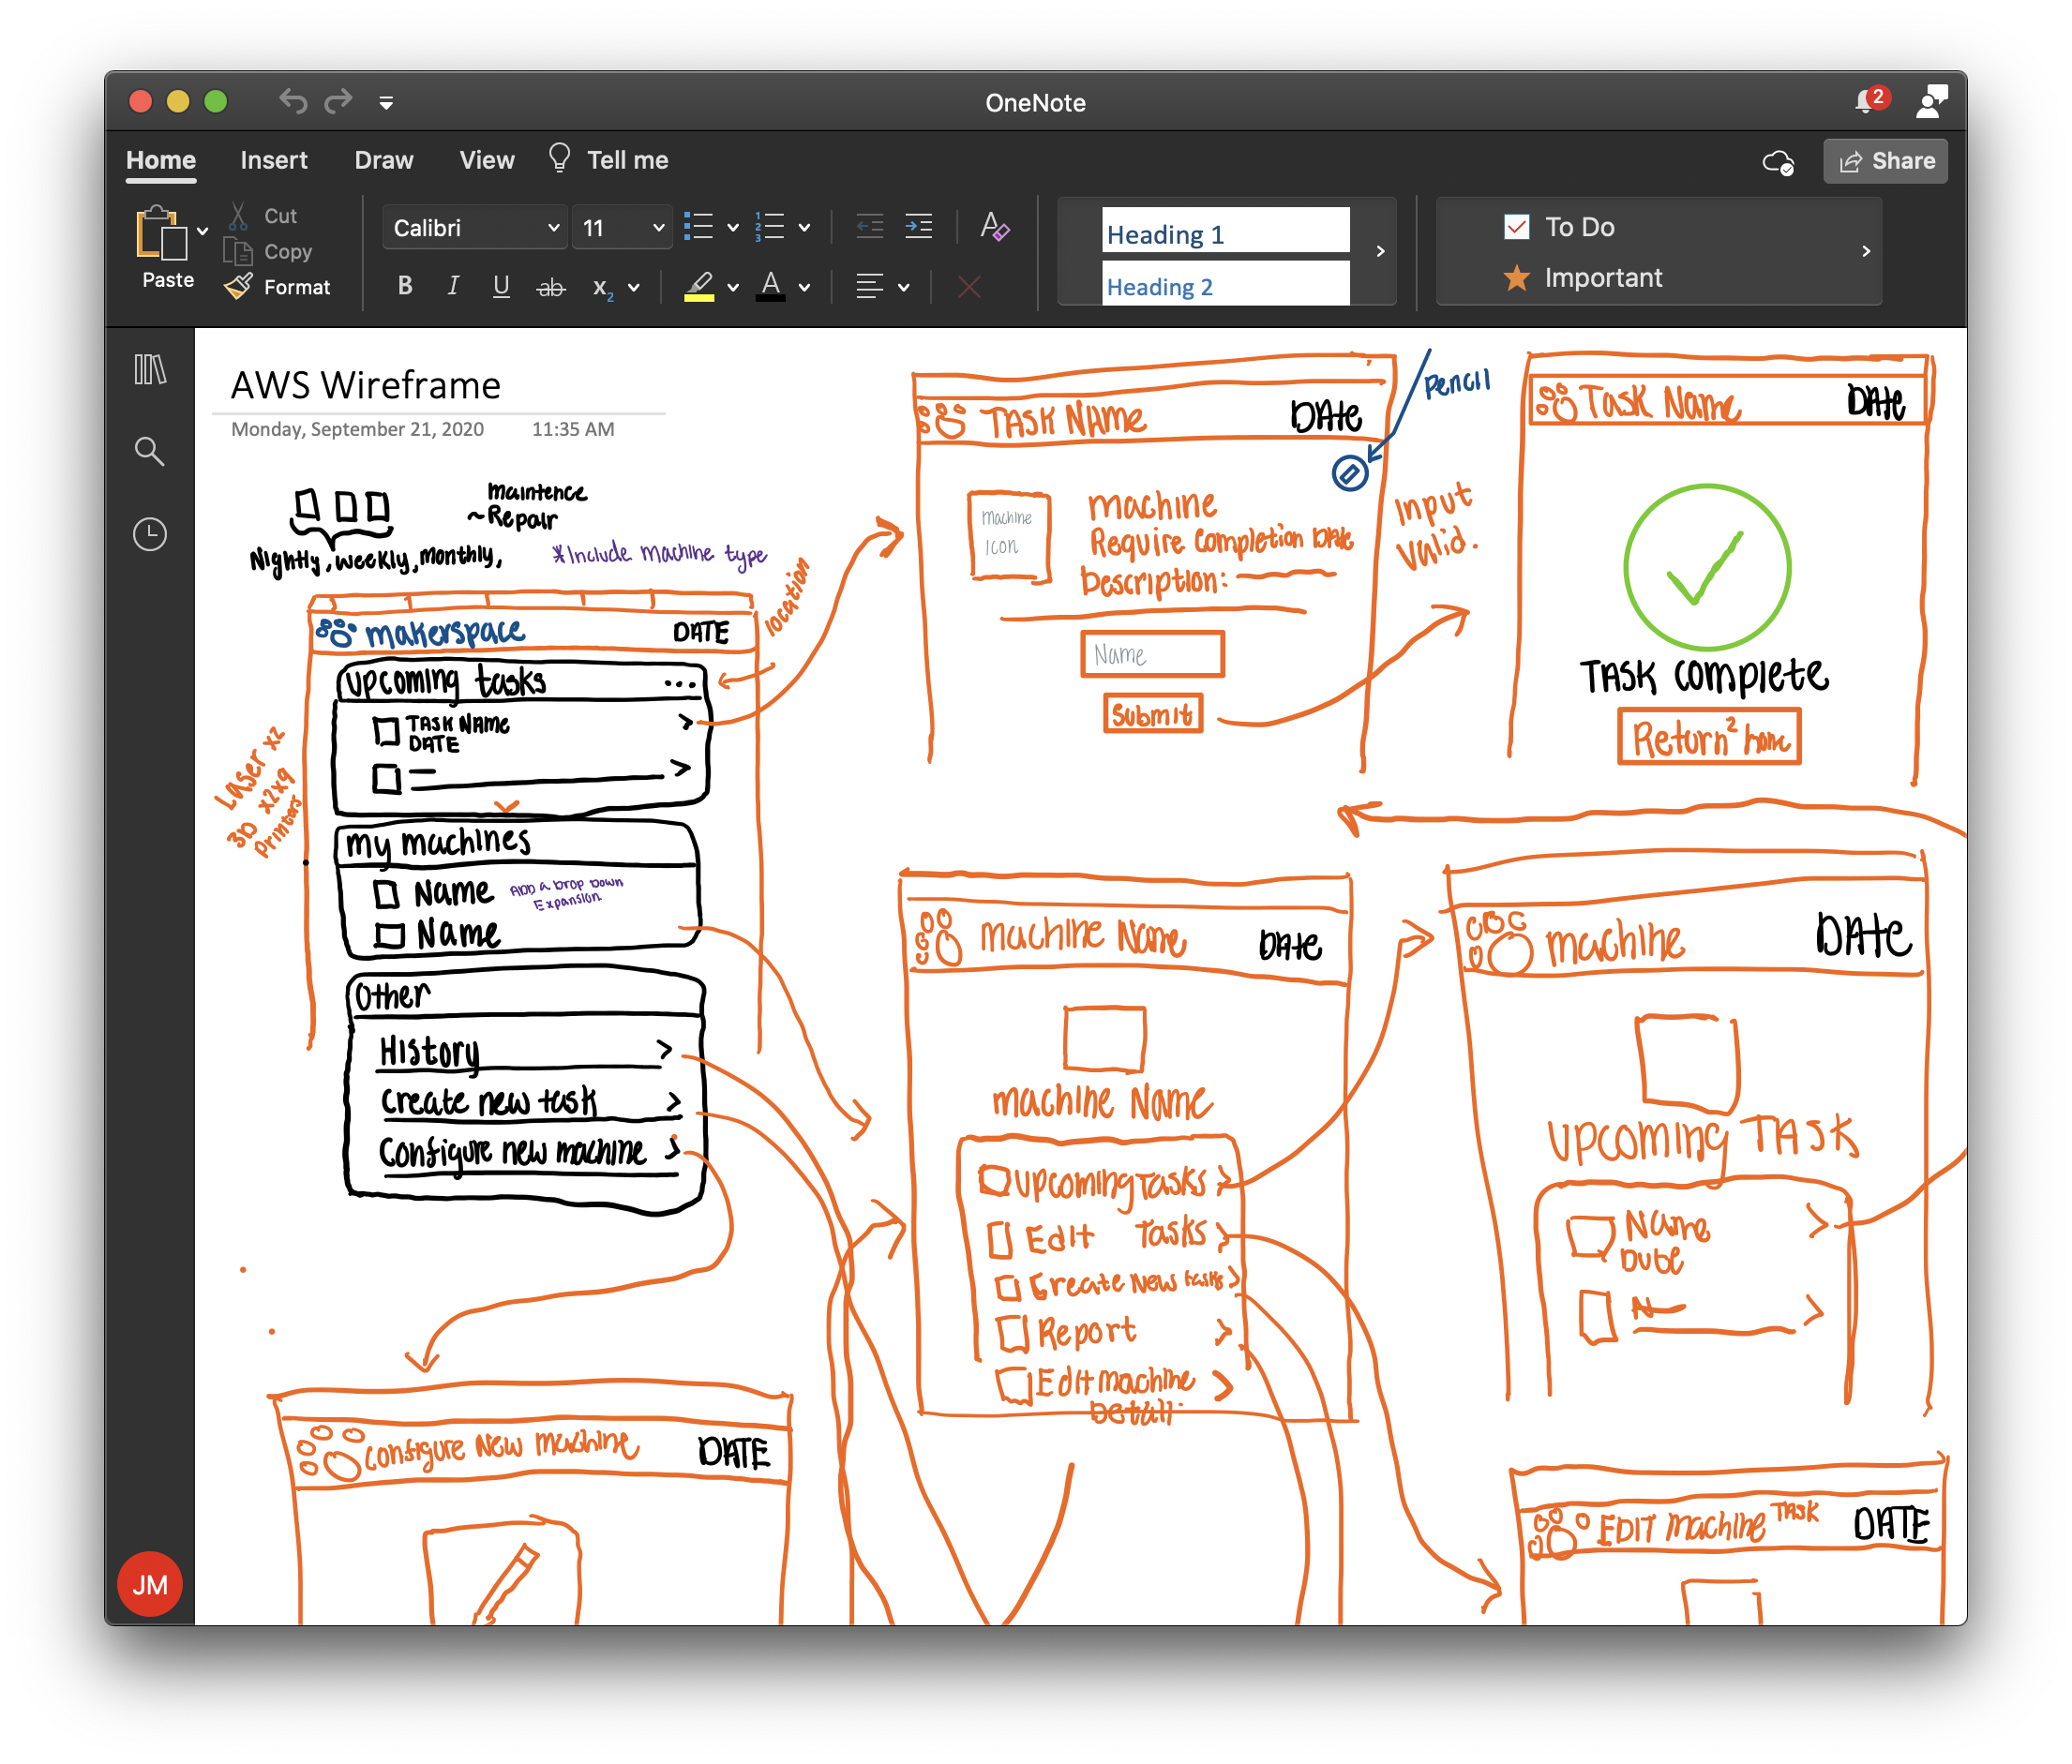 OneNote
2
Home Insert Draw View Tell me
Share
Paste
Cut
Copy
Format
Calibri 11
B I U ab x2 A
Heading 1
Heading 2
To Do
Important
AWS Wireframe
Monday, September 21, 2020 11:35 AM
Maintence
~Repair
Nightly, weekly, monthly,
*Include machine type
location
makerspace DATE
upcoming tasks ...
TASK NAME
DATE
Laser x2
3D x2x9
Printers
my machines
Name
Add a Drop Down
Expansion
Name
Other
History
Create new task
Configure new machine
TASK NAME DAte
Pencil
machine
icon
machine
Require Completion Date
Description:
Name
Submit
Input
Valid.
Task Name DAte
TASK complete
Return 2 home
machine Name DAte
machine Name
upcoming Tasks
Edit Tasks
Create New tasks
Report
Edit machine
Detail
machine DAte
UPCOMING TASK
Name
Configure New machine DATE
EDIT machine TASK DATE
JM